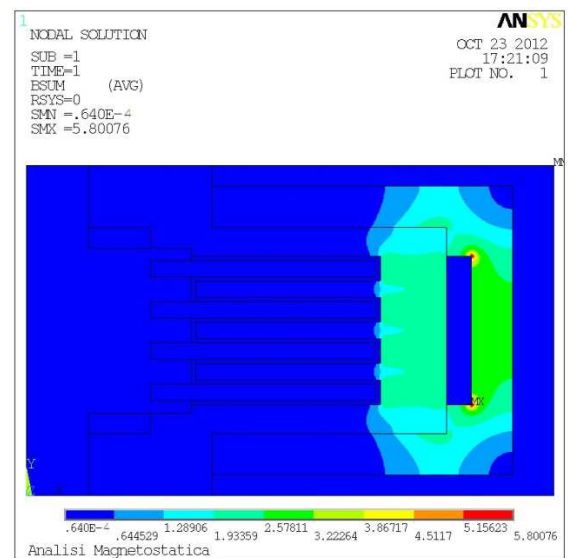 1
NODAL SOLUTION
SUB =1
TIME=1
BSUM (AVG)
RSYS=0
SMN =.640E-4
SMX =5.80076
ANSYS
OCT 23 2012
17:21:09
PLOT NO. 1
MN
MX
Y
.640E-4 .644529 1.28906 1.93359 2.57811 3.22264 3.86717 4.5117 5.15623 5.80076
Analisi Magnetostatica